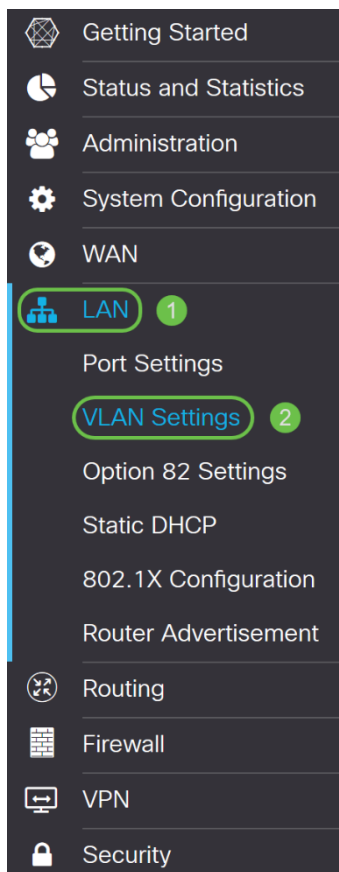 Getting Started
Status and Statistics
Administration
System Configuration
WAN
LAN 1
Port Settings
VLAN Settings 2
Option 82 Settings
Static DHCP
802.1X Configuration
Router Advertisement
Routing
Firewall
VPN
Security